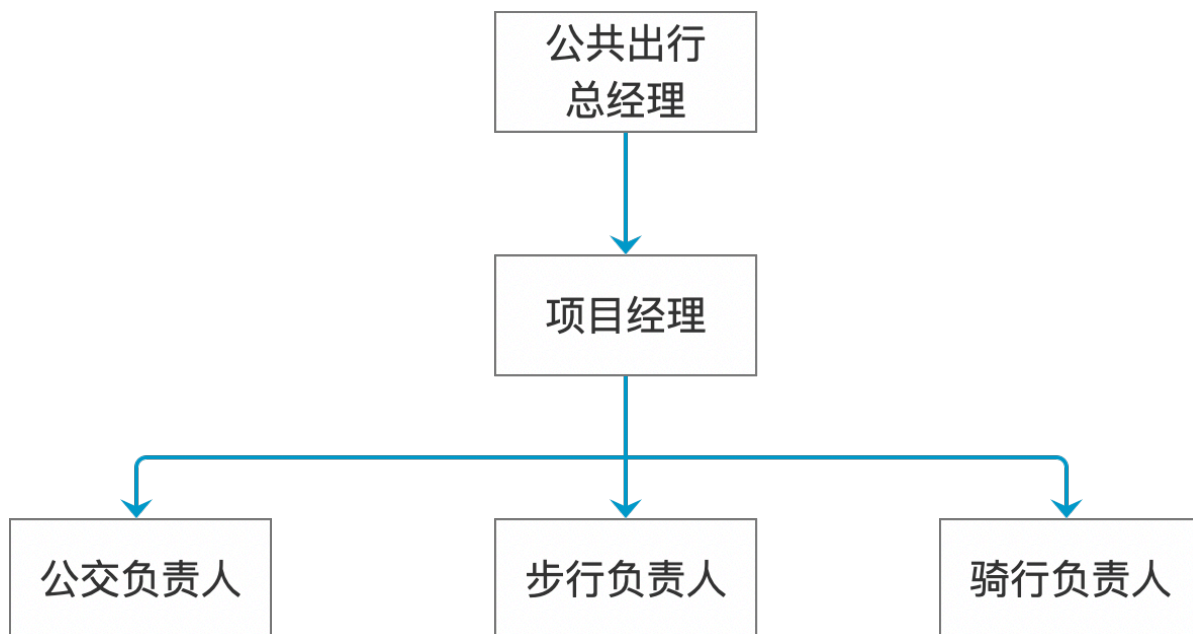 公共出行
总经理
项目经理
公交负责人
步行负责人
骑行负责人